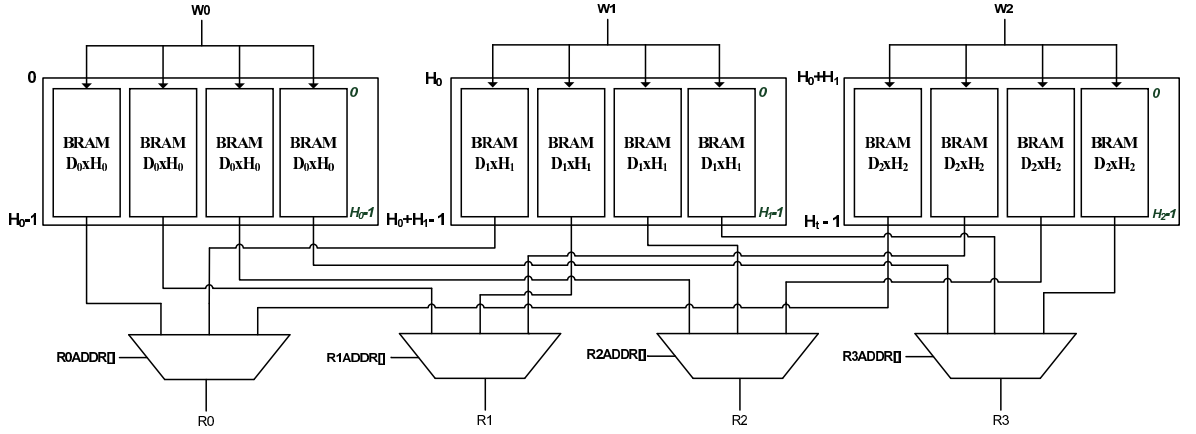 W0 W1 W2
0 H₀ H₀+H₁
0 0 0
BRAM BRAM BRAM BRAM BRAM BRAM BRAM BRAM BRAM BRAM BRAM BRAM
D₀xH₀ D₀xH₀ D₀xH₀ D₀xH₀ D₁xH₁ D₁xH₁ D₁xH₁ D₁xH₁ D₂xH₂ D₂xH₂ D₂xH₂ D₂xH₂
H₀-1 H₁-1 H₂-1
H₀-1 H₀+H₁- 1 Hₜ - 1
R0ADDR[] R1ADDR[] R2ADDR[] R3ADDR[]
R0 R1 R2 R3